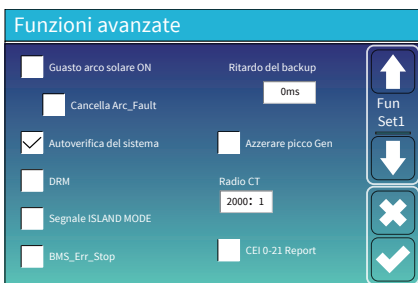 Funzioni avanzate
Guasto arco solare ON
Ritardo del backup
0ms
Cancella Arc_Fault
Fun
Set1
Autoverifica del sistema
Azzerare picco Gen
DRM
Radio CT
2000: 1
Segnale ISLAND MODE
BMS_Err_Stop
CEI 0-21 Report